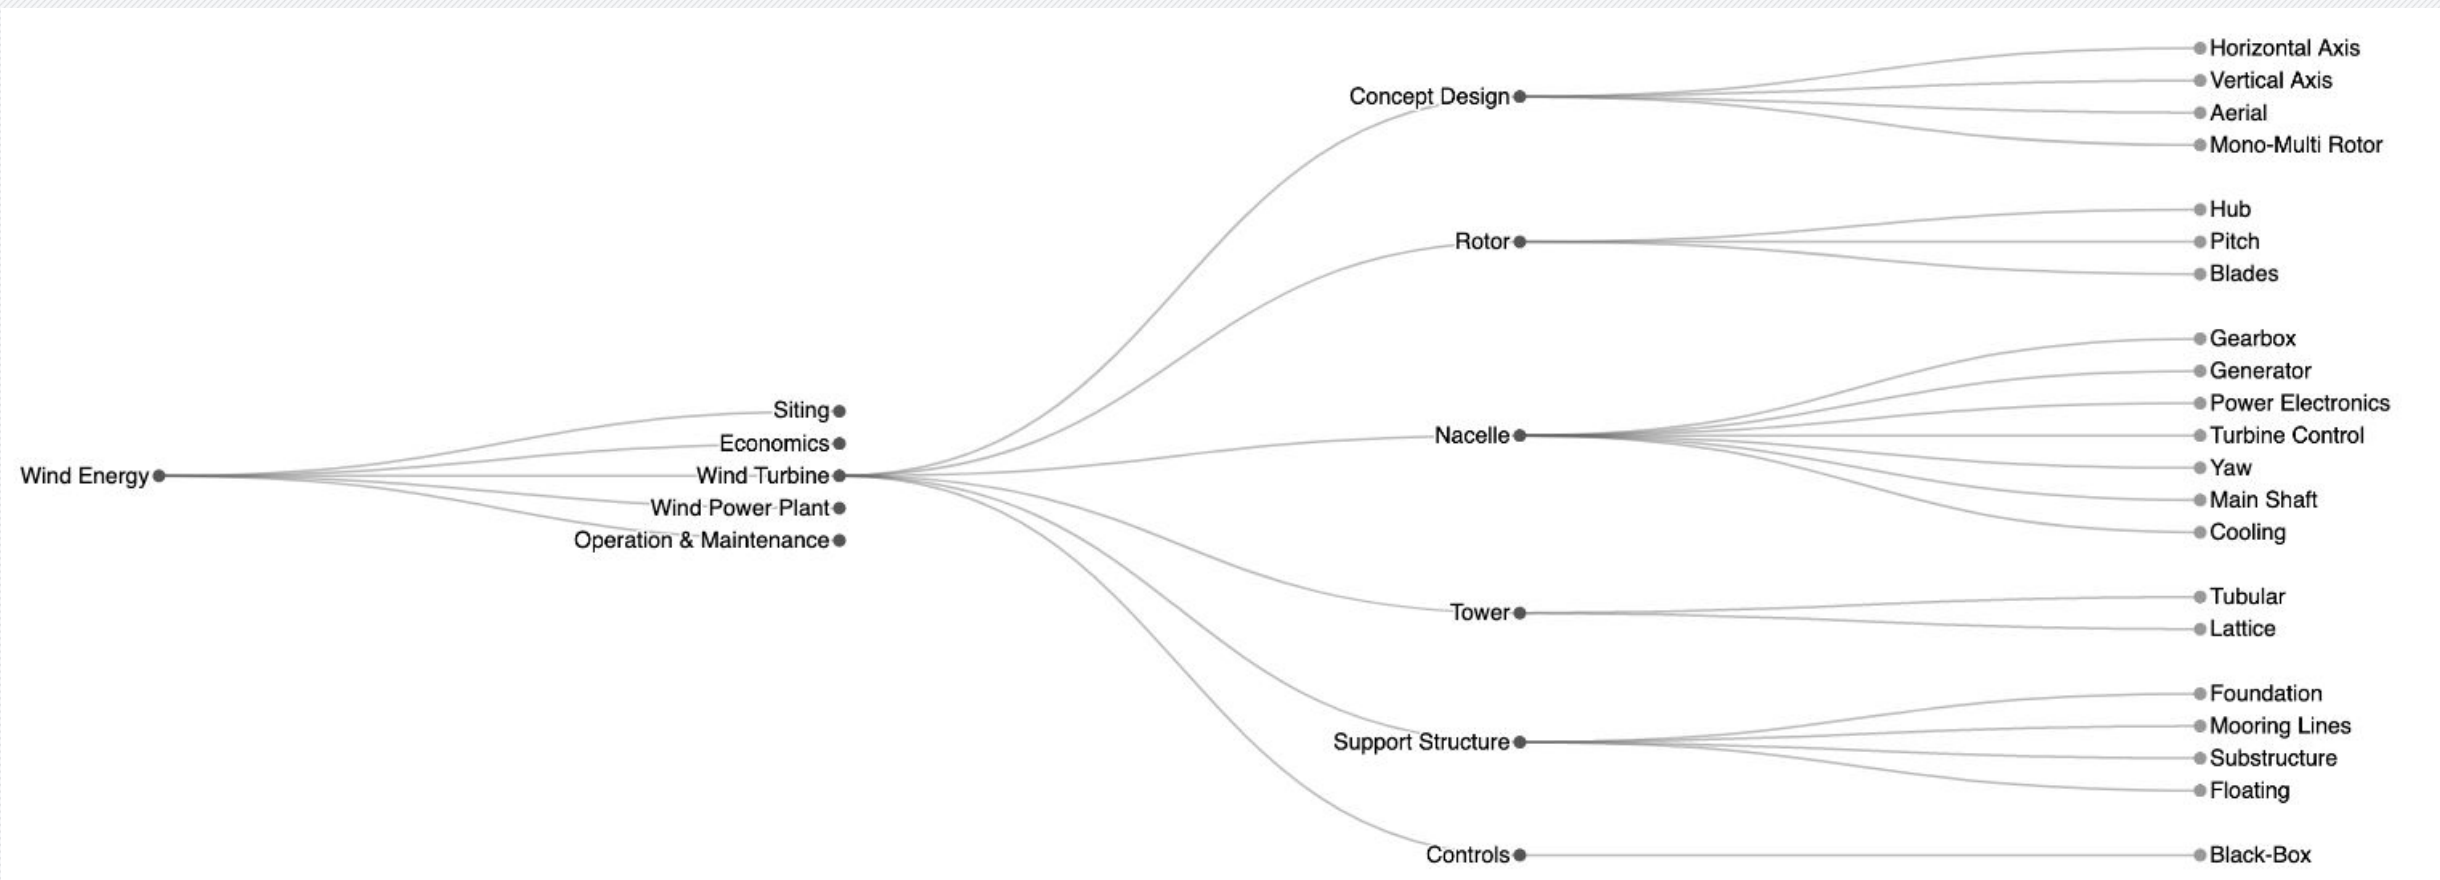 Wind Energy
Siting
Economics
Wind Turbine
Wind Power Plant
Operation & Maintenance
Concept Design
Horizontal Axis
Vertical Axis
Aerial
Mono-Multi Rotor
Rotor
Hub
Pitch
Blades
Nacelle
Gearbox
Generator
Power Electronics
Turbine Control
Yaw
Main Shaft
Cooling
Tower
Tubular
Lattice
Support Structure
Foundation
Mooring Lines
Substructure
Floating
Controls
Black-Box